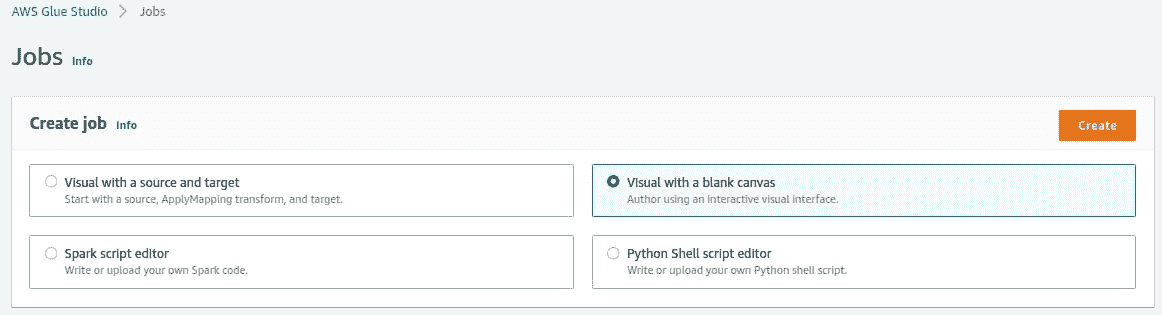 AWS Glue Studio > Jobs
Jobs Info
Create job Info
Create
Visual with a source and target
Start with a source, ApplyMapping transform, and target.
Visual with a blank canvas
Author using an interactive visual interface.
Spark script editor
Write or upload your own Spark code.
Python Shell script editor
Write or upload your own Python shell script.